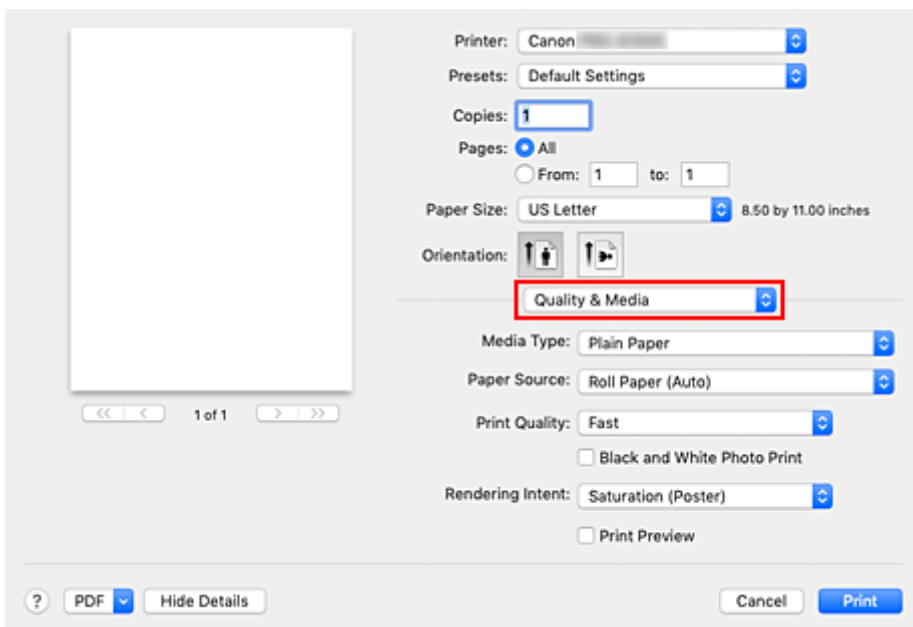 Printer: Canon
Presets: Default Settings
Copies: 1
Pages: All
From: 1 to: 1
Paper Size: US Letter 8.50 by 11.00 inches
Orientation:
Quality & Media
Media Type: Plain Paper
Paper Source: Roll Paper (Auto)
1 of 1
Print Quality: Fast
Black and White Photo Print
Rendering Intent: Saturation (Poster)
Print Preview
? PDF Hide Details Cancel Print